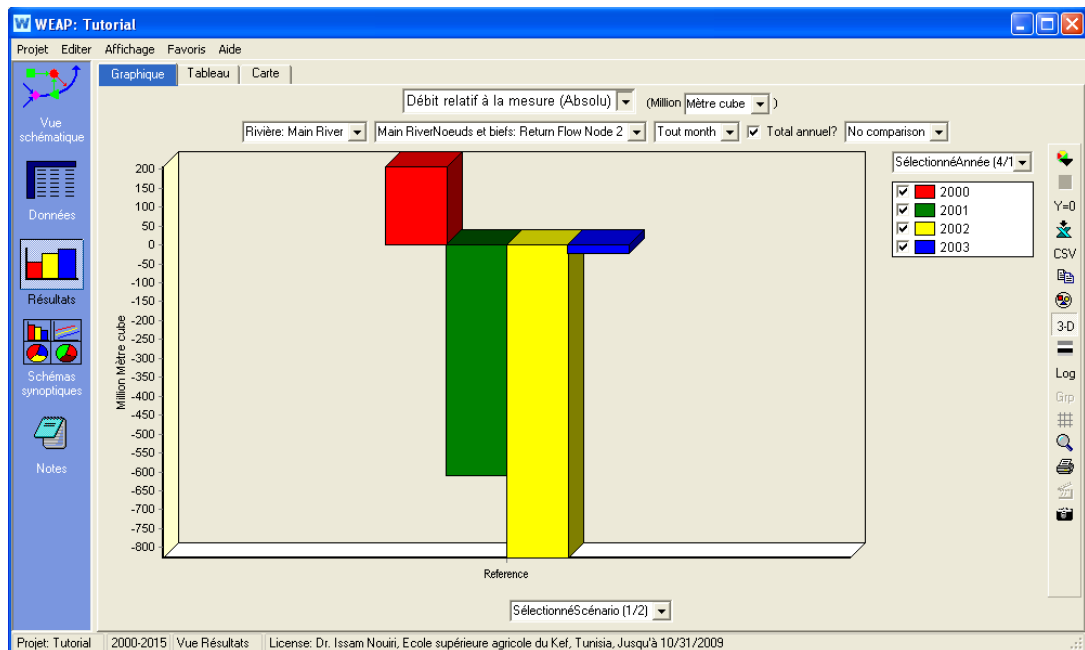 WEAP: Tutorial
Projet Editer Affichage Favoris Aide
Graphique Tableau Carte
Débit relatif à la mesure (Absolu) (Million Mètre cube )
Rivière: Main River Main RiverNoeuds et biefs: Return Flow Node 2 Tout month Total annuel? No comparison
SélectionnéAnnée (4/1
2000
2001
2002
2003
Vue
schématique
Données
Résultats
Schémas
synoptiques
Notes
Million Mètre cube
200
150
100
50
0
-50
-100
-150
-200
-250
-300
-350
-400
-450
-500
-550
-600
-650
-700
-750
-800
Reference
SélectionnéScénario (1/2)
Y=0
CSV
3-D
Log
Grp
Projet: Tutorial 2000-2015 Vue Résultats License: Dr. Issam Nouiri, Ecole supérieure agricole du Kef, Tunisia, Jusqu'à 10/31/2009